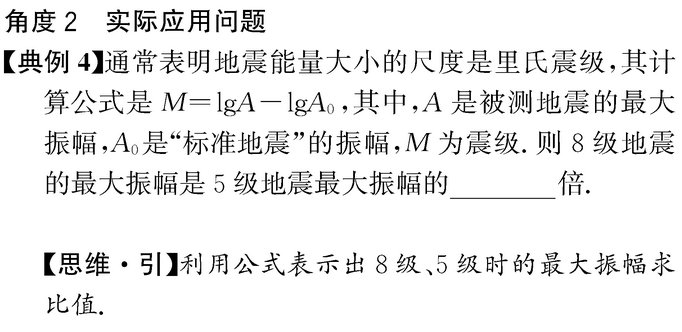 角度 2 实际应用问题
【典例 4】通常表明地震能量大小的尺度是里氏震级,其计
算公式是 M=lgA-lgA₀,其中,A 是被测地震的最大
振幅,A₀是“标准地震”的振幅,M 为震级. 则 8 级地震
的最大振幅是 5 级地震最大振幅的________倍.
【思维·引】利用公式表示出 8 级、5 级时的最大振幅求
比值.